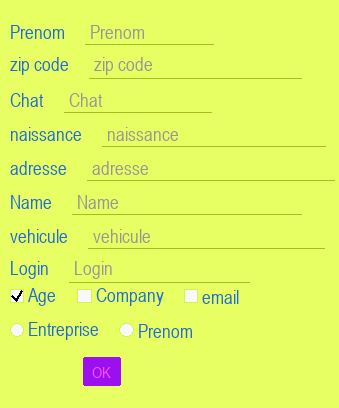 Prenom Prenom
zip code zip code
Chat Chat
naissance naissance
adresse adresse
Name Name
vehicule vehicule
Login Login
Age Company email
Entreprise Prenom
OK